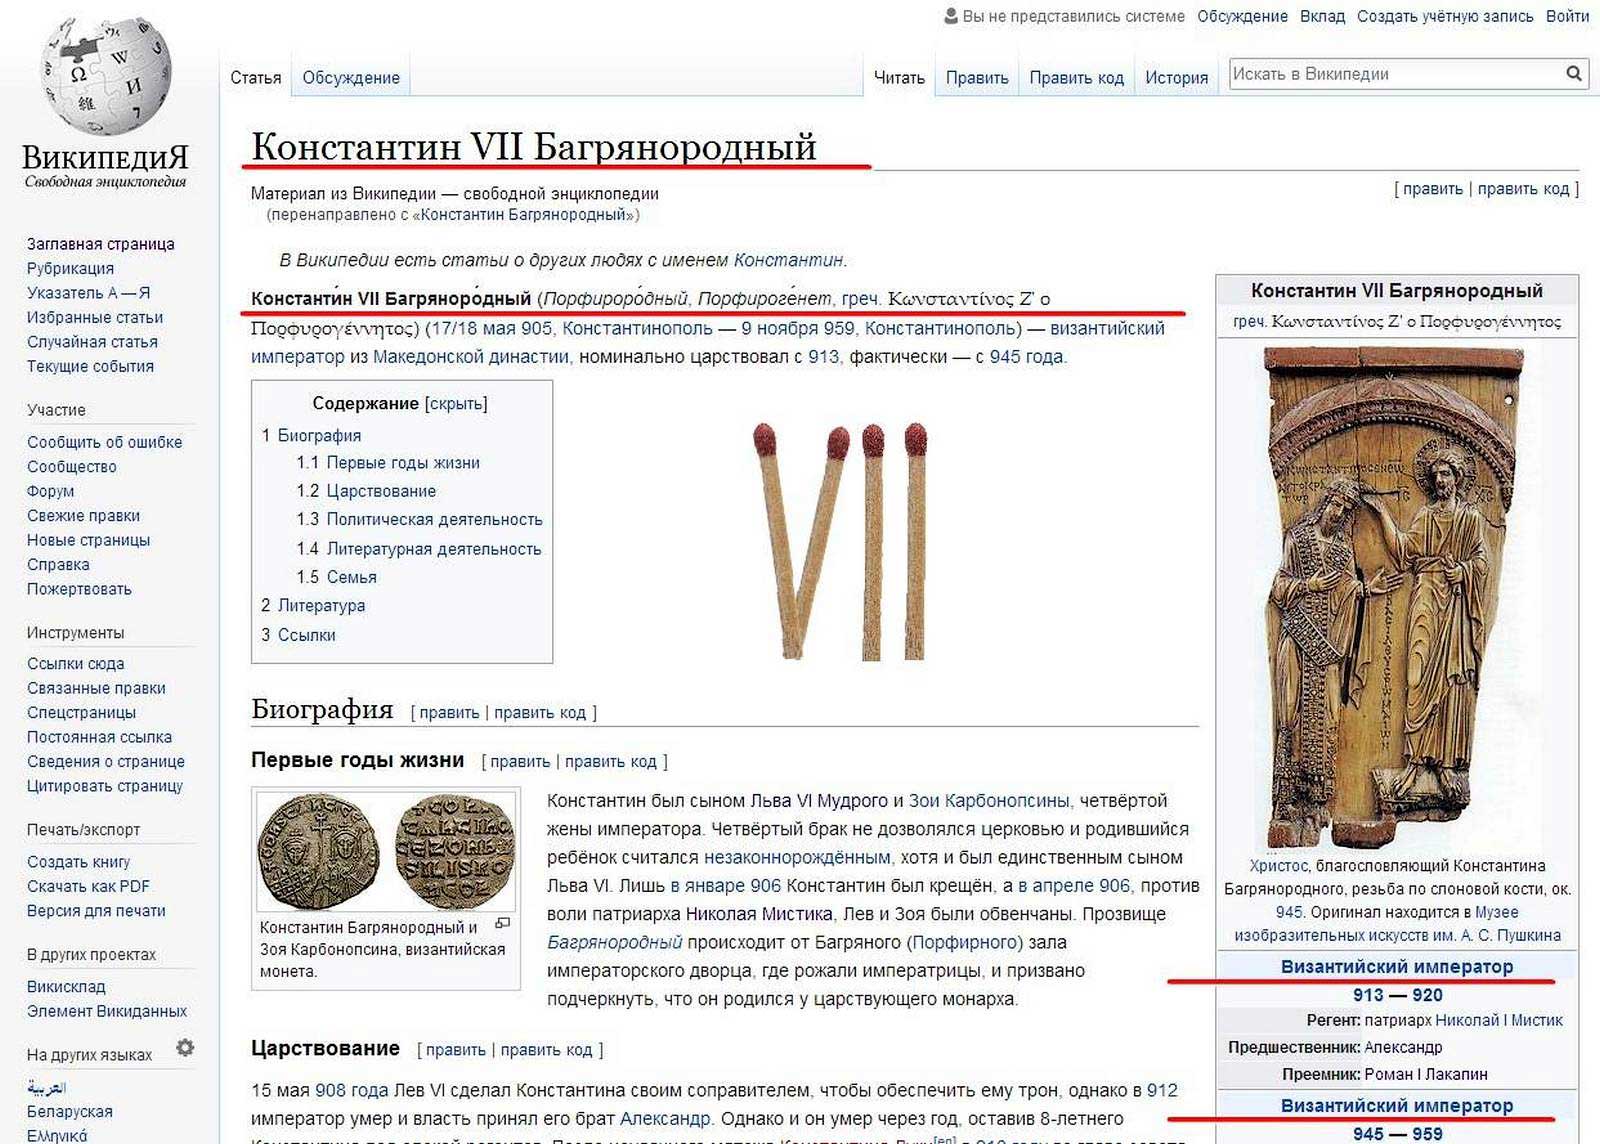 Вы не представились системе Обсуждение Вклад Создать учётную запись Войти
Статья Обсуждение Читать Править Править код История Искать в Википедии
ВикипедиЯ
Свободная энциклопедия
Заглавная страница
Рубрикация
Указатель А — Я
Избранные статьи
Случайная статья
Текущие события
Участие
Сообщить об ошибке
Сообщество
Форум
Свежие правки
Новые страницы
Справка
Пожертвовать
Инструменты
Ссылки сюда
Связанные правки
Спецстраницы
Постоянная ссылка
Сведения о странице
Цитировать страницу
Печать/экспорт
Создать книгу
Скачать как PDF
Версия для печати
В других проектах
Викисклад
Элемент Викиданных
На других языках
العربية
Беларуская
Ελληνικά
Константин VII Багрянородный
Материал из Википедии — свободной энциклопедии
(перенаправлено с «Константин Багрянородный»)
[ править | править код ]
В Википедии есть статьи о других людях с именем Константин.
Константи́н VII Багряноро́дный (Порфироро́дный, Порфироге́нет, греч. Κωνσταντίνος Ζ' ο
Πορφυρογέννητος) (17/18 мая 905, Константинополь — 9 ноября 959, Константинополь) — византийский
император из Македонской династии, номинально царствовал с 913, фактически — с 945 года.
Содержание [скрыть]
1 Биография
1.1 Первые годы жизни
1.2 Царствование
1.3 Политическая деятельность
1.4 Литературная деятельность
1.5 Семья
2 Литература
3 Ссылки
VII
Биография [ править | править код ]
Первые годы жизни [ править | править код ]
Константин Багрянородный и
Зоя Карбонопсина, византийская
монета.
Константин был сыном Льва VI Мудрого и Зои Карбонопсины, четвёртой
жены императора. Четвёртый брак не дозволялся церковью и родившийся
ребёнок считался незаконнорождённым, хотя и был единственным сыном
Льва VI. Лишь в январе 906 Константин был крещён, а в апреле 906, против
воли патриарха Николая Мистика, Лев и Зоя были обвенчаны. Прозвище
Багрянородный происходит от Багряного (Порфирного) зала
императорского дворца, где рожали императрицы, и призвано
подчеркнуть, что он родился у царствующего монарха.
Царствование [ править | править код ]
15 мая 908 года Лев VI сделал Константина своим соправителем, чтобы обеспечить ему трон, однако в 912
император умер и власть принял его брат Александр. Однако и он умер через год, оставив 8-летнего
Константин VII Багрянородный
греч. Κωνσταντίνος Ζ' ο Πορφυρογέννητος
Христос, благословляющий Константина
Багрянородного, резьба по слоновой кости, ок.
945. Оригинал находится в Музее
изобразительных искусств им. А. С. Пушкина
Византийский император
913 — 920
Регент: патриарх Николай I Мистик
Предшественник: Александр
Преемник: Роман I Лакапин
Византийский император
945 — 959